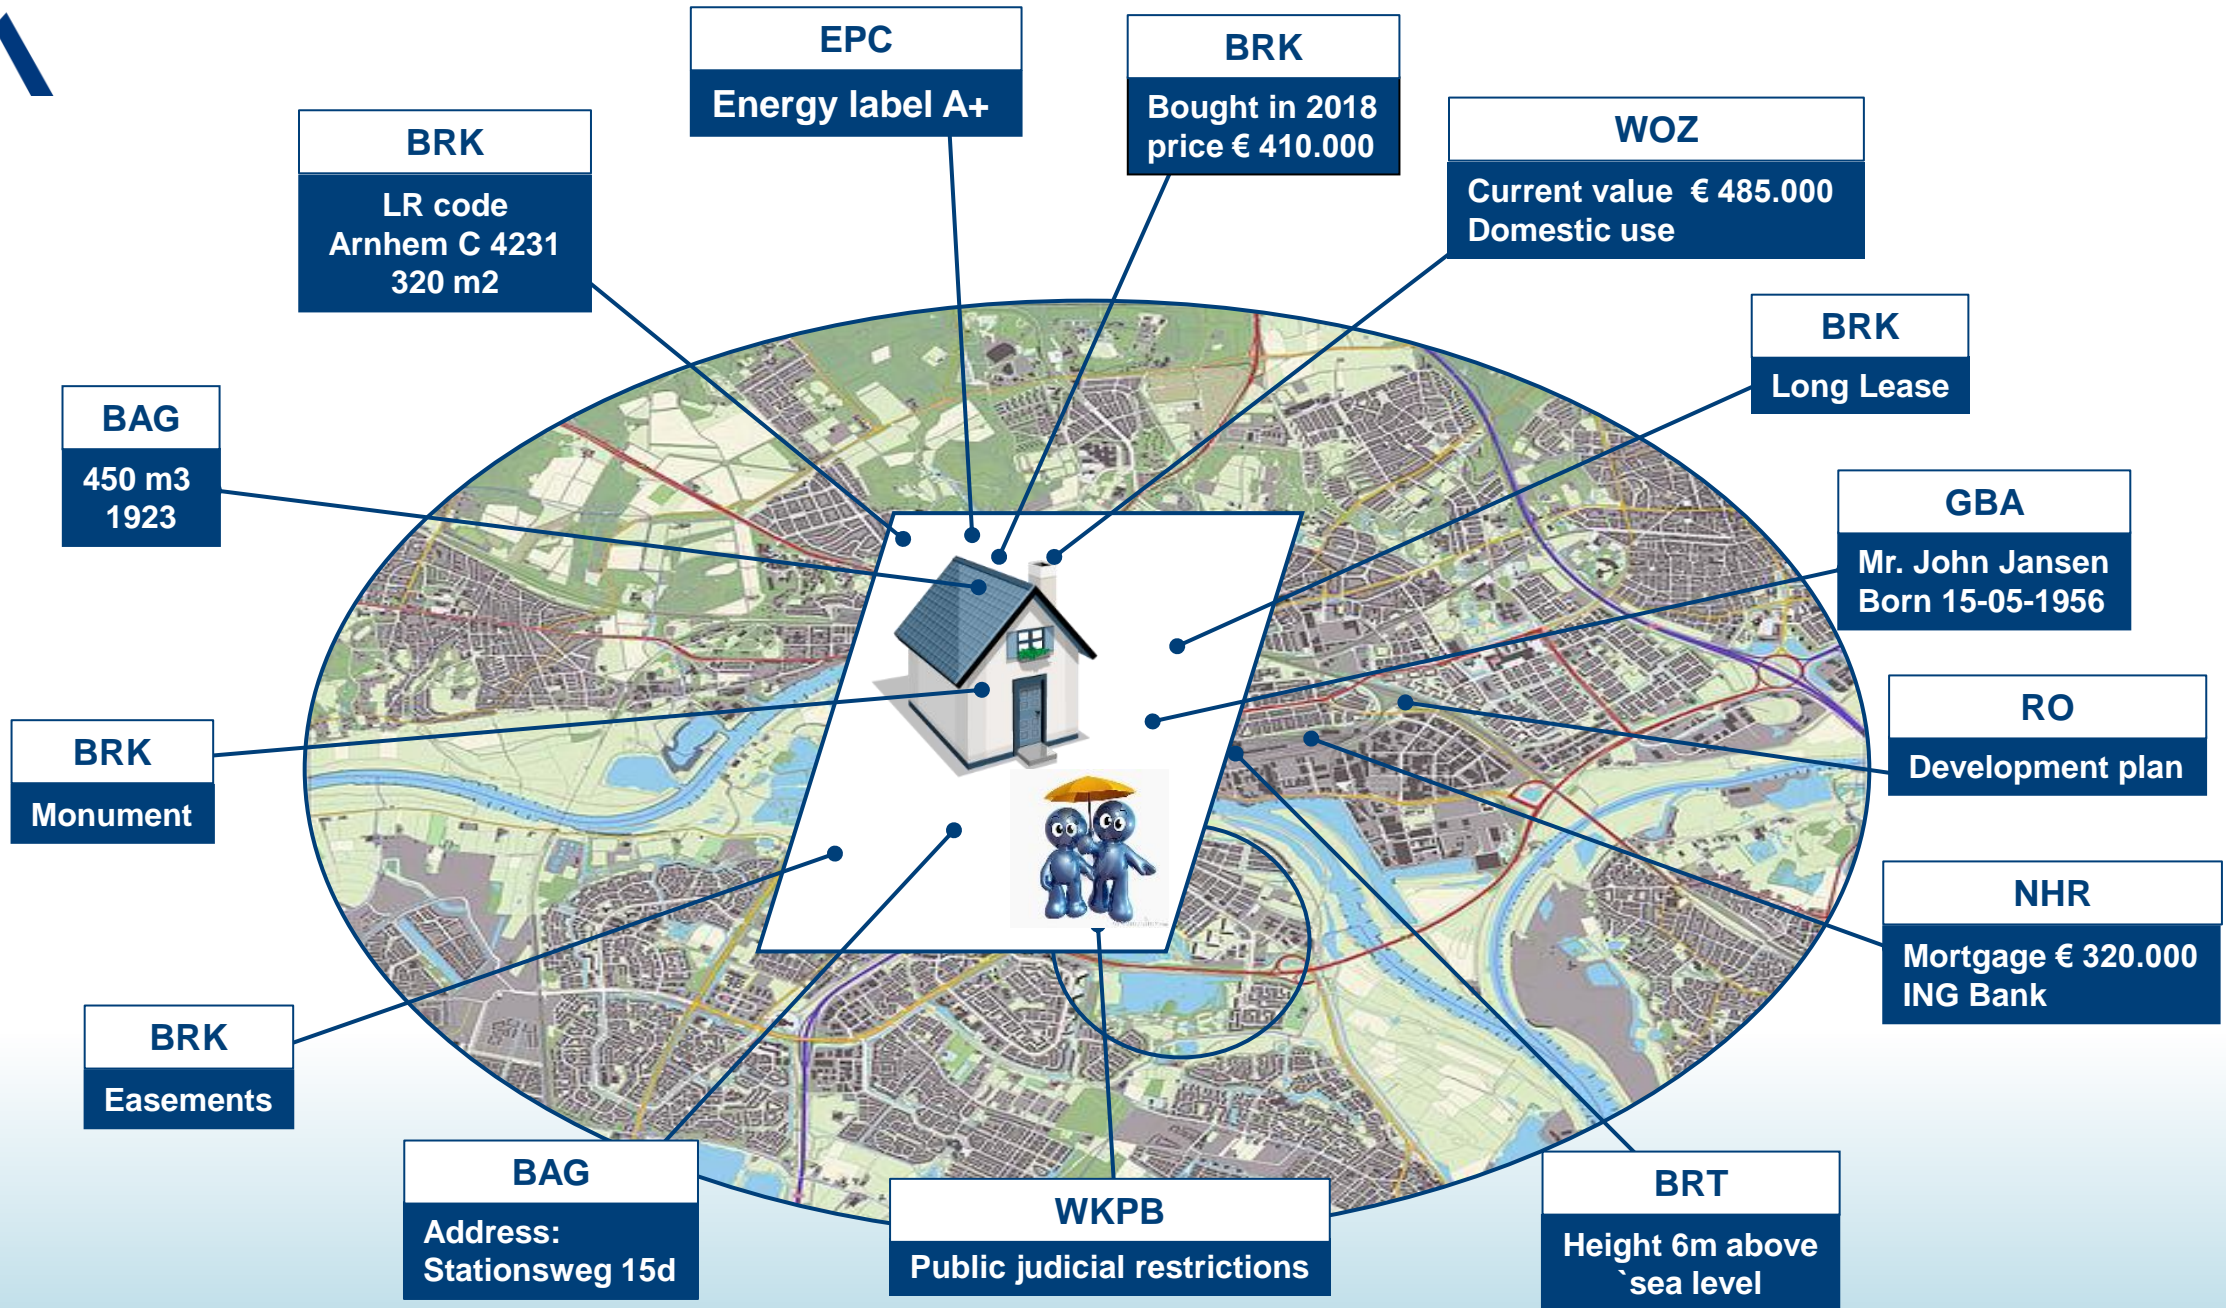 EPC
Energy label A+
BRK
Bought in 2018
price € 410.000
BRK
LR code
Arnhem C 4231
320 m2
WOZ
Current value € 485.000
Domestic use
BRK
Long Lease
BAG
450 m3
1923
GBA
Mr. John Jansen
Born 15-05-1956
RO
Development plan
BRK
Monument
NHR
Mortgage € 320.000
ING Bank
BRK
Easements
BAG
Address:
Stationsweg 15d
WKPB
Public judicial restrictions
BRT
Height 6m above
`sea level